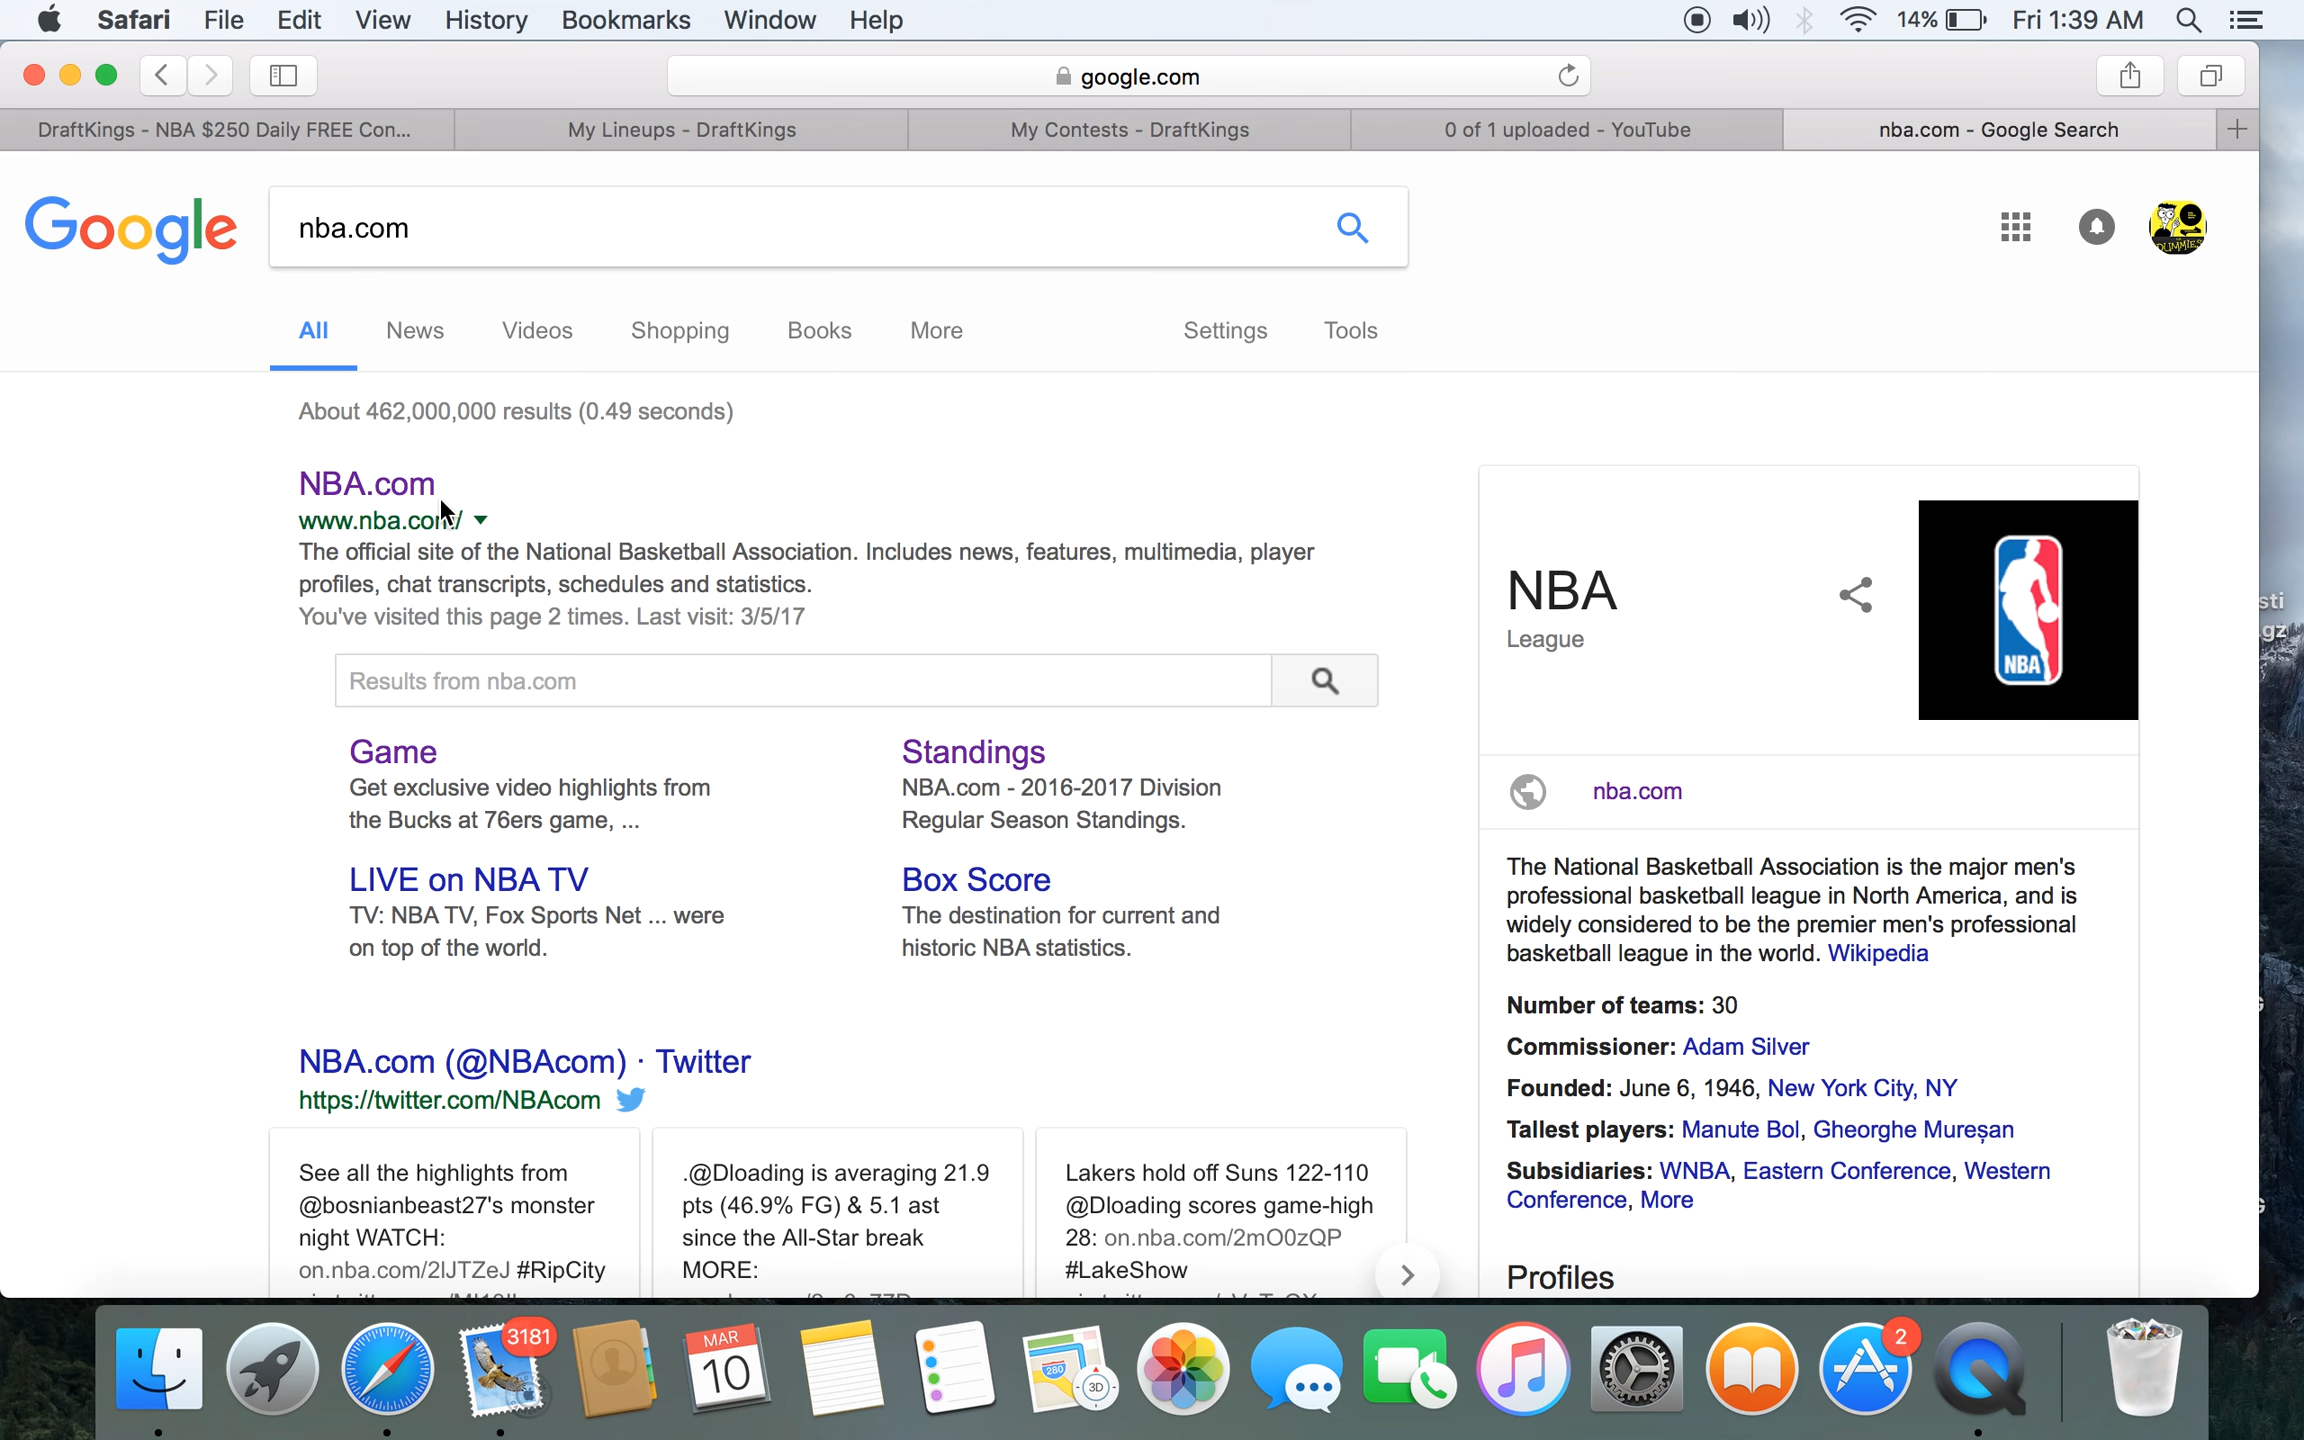 Safari File Edit View History Bookmarks Window Help 14% Fri 1:39 AM
google.com
DraftKings - NBA $250 Daily FREE Con... My Lineups - DraftKings My Contests - DraftKings 0 of 1 uploaded - YouTube nba.com - Google Search
Google nba.com
DUMMIES
All News Videos Shopping Books More Settings Tools
About 462,000,000 results (0.49 seconds)
NBA.com
www.nba.com/
The official site of the National Basketball Association. Includes news, features, multimedia, player
profiles, chat transcripts, schedules and statistics.
You've visited this page 2 times. Last visit: 3/5/17
Results from nba.com
Game
Get exclusive video highlights from
the Bucks at 76ers game, ...
Standings
NBA.com - 2016-2017 Division
Regular Season Standings.
LIVE on NBA TV
TV: NBA TV, Fox Sports Net ... were
on top of the world.
Box Score
The destination for current and
historic NBA statistics.
NBA.com (@NBAcom) · Twitter
https://twitter.com/NBAcom
See all the highlights from
@bosnianbeast27's monster
night WATCH:
on.nba.com/2lJTZeJ #RipCity
.@Dloading is averaging 21.9
pts (46.9% FG) & 5.1 ast
since the All-Star break
MORE:
Lakers hold off Suns 122-110
@Dloading scores game-high
28: on.nba.com/2mO0zQP
#LakeShow
NBA
League
NBA
nba.com
The National Basketball Association is the major men's
professional basketball league in North America, and is
widely considered to be the premier men's professional
basketball league in the world. Wikipedia
Number of teams: 30
Commissioner: Adam Silver
Founded: June 6, 1946, New York City, NY
Tallest players: Manute Bol, Gheorghe Mureșan
Subsidiaries: WNBA, Eastern Conference, Western
Conference, More
Profiles
sti
.gz
3181
MAR
10
280
3D
2